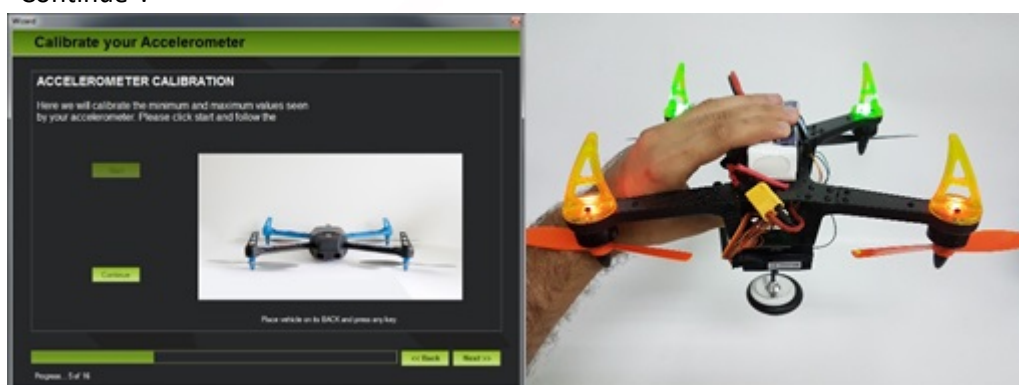 Continue".
Wizard
Calibrate your Accelerometer
ACCELEROMETER CALIBRATION
Here we will calibrate the minimum and maximum values seen
by your accelerometer. Please click start and follow the
Start
Continue
Place vehicle on its BACK and press any key.
<< Back
Next >>
Progress... 5 of 16